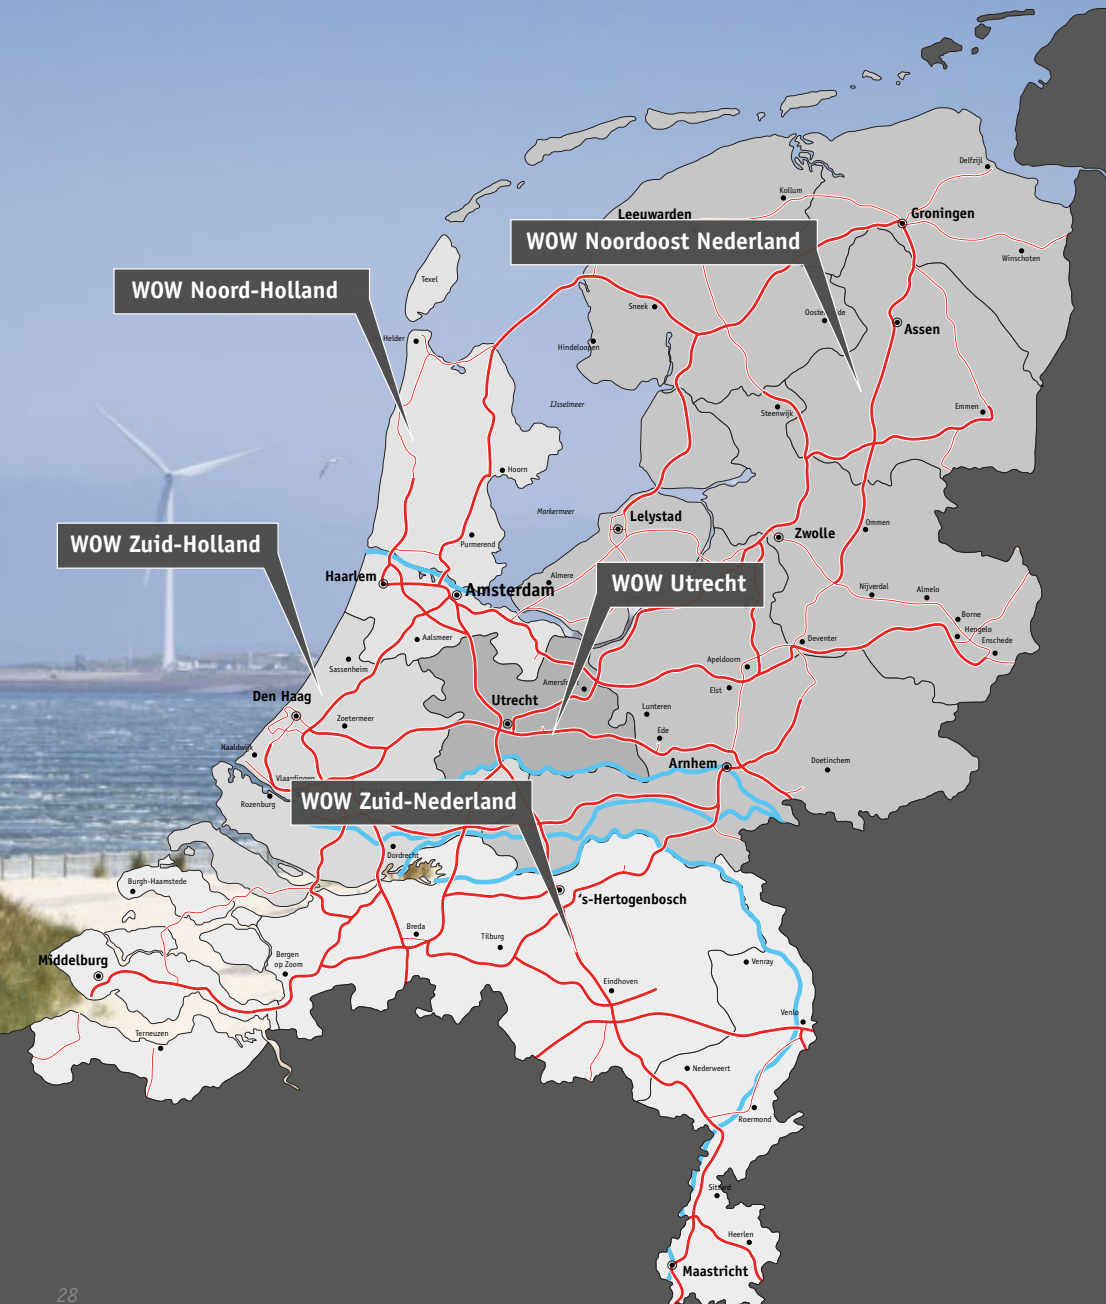 Delfzijl
Kollum
Leeuwarden
Groningen
WOW Noordoost Nederland
Winschoten
Texel
WOW Noord-Holland
Sneek
Assen
Helder
Hindeloopen
IJsselmeer
Steenwijk
Emmen
Hoorn
Markermeer
Lelystad
Ommen
Zwolle
Purmerend
WOW Zuid-Holland
Haarlem
Almere
Amsterdam
WOW Utrecht
Nijverdal
Almelo
Borne
Hengelo
Enschede
Aalsmeer
Deventer
Sassenheim
Apeldoorn
Elst
Den Haag
Utrecht
Lunteren
Zoetermeer
Ede
Naaldwijk
Arnhem
Doetinchem
Vlaardingen
Rozenburg
WOW Zuid-Nederland
Dordrecht
Burgh-Haamstede
's-Hertogenbosch
Breda
Tilburg
Middelburg
Bergen
op Zoom
Venray
Eindhoven
Venlo
Terneuzen
Nederweert
Roermond
Sittard
Heerlen
Maastricht
28